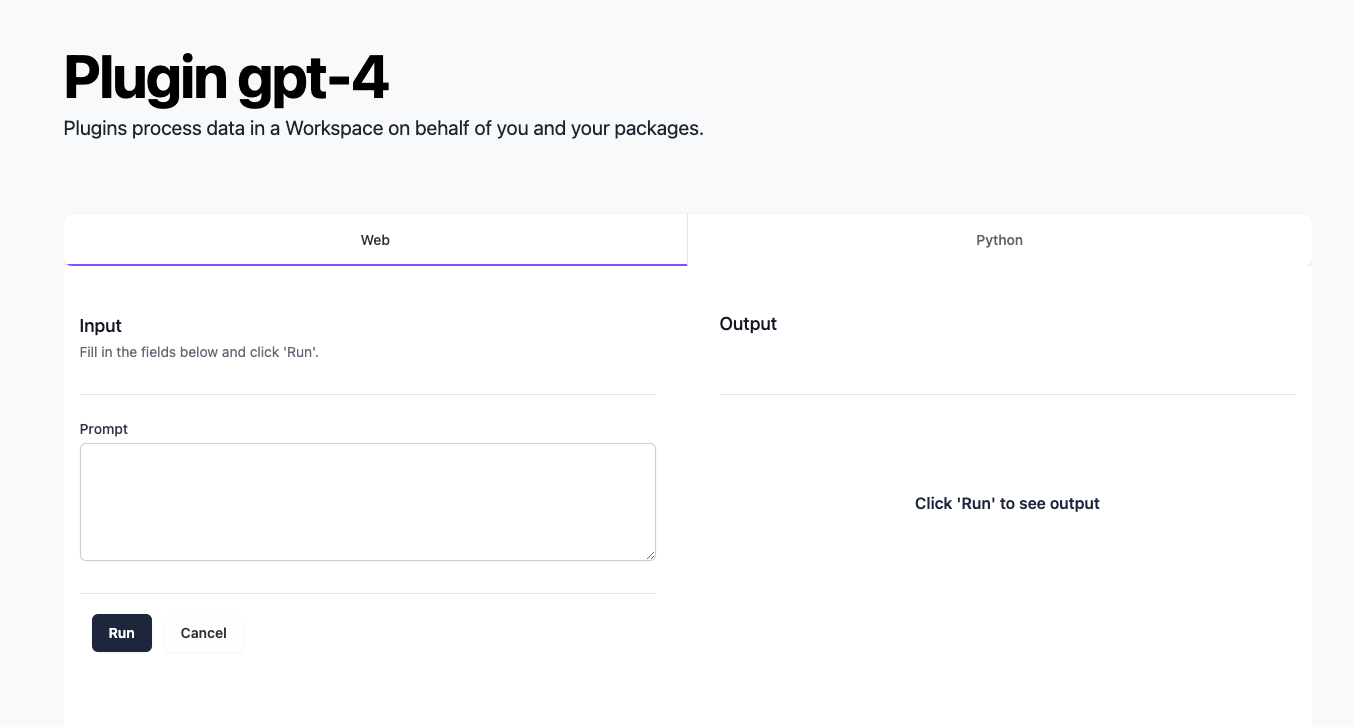 Plugin gpt-4
Plugins process data in a Workspace on behalf of you and your packages.
Web
Python
Input
Fill in the fields below and click 'Run'.
Output
Prompt
Click 'Run' to see output
Run
Cancel